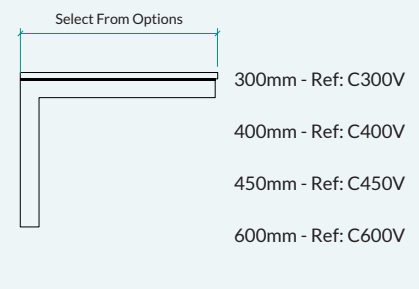 Select From Options
300mm - Ref: C300V
400mm - Ref: C400V
450mm - Ref: C450V
600mm - Ref: C600V